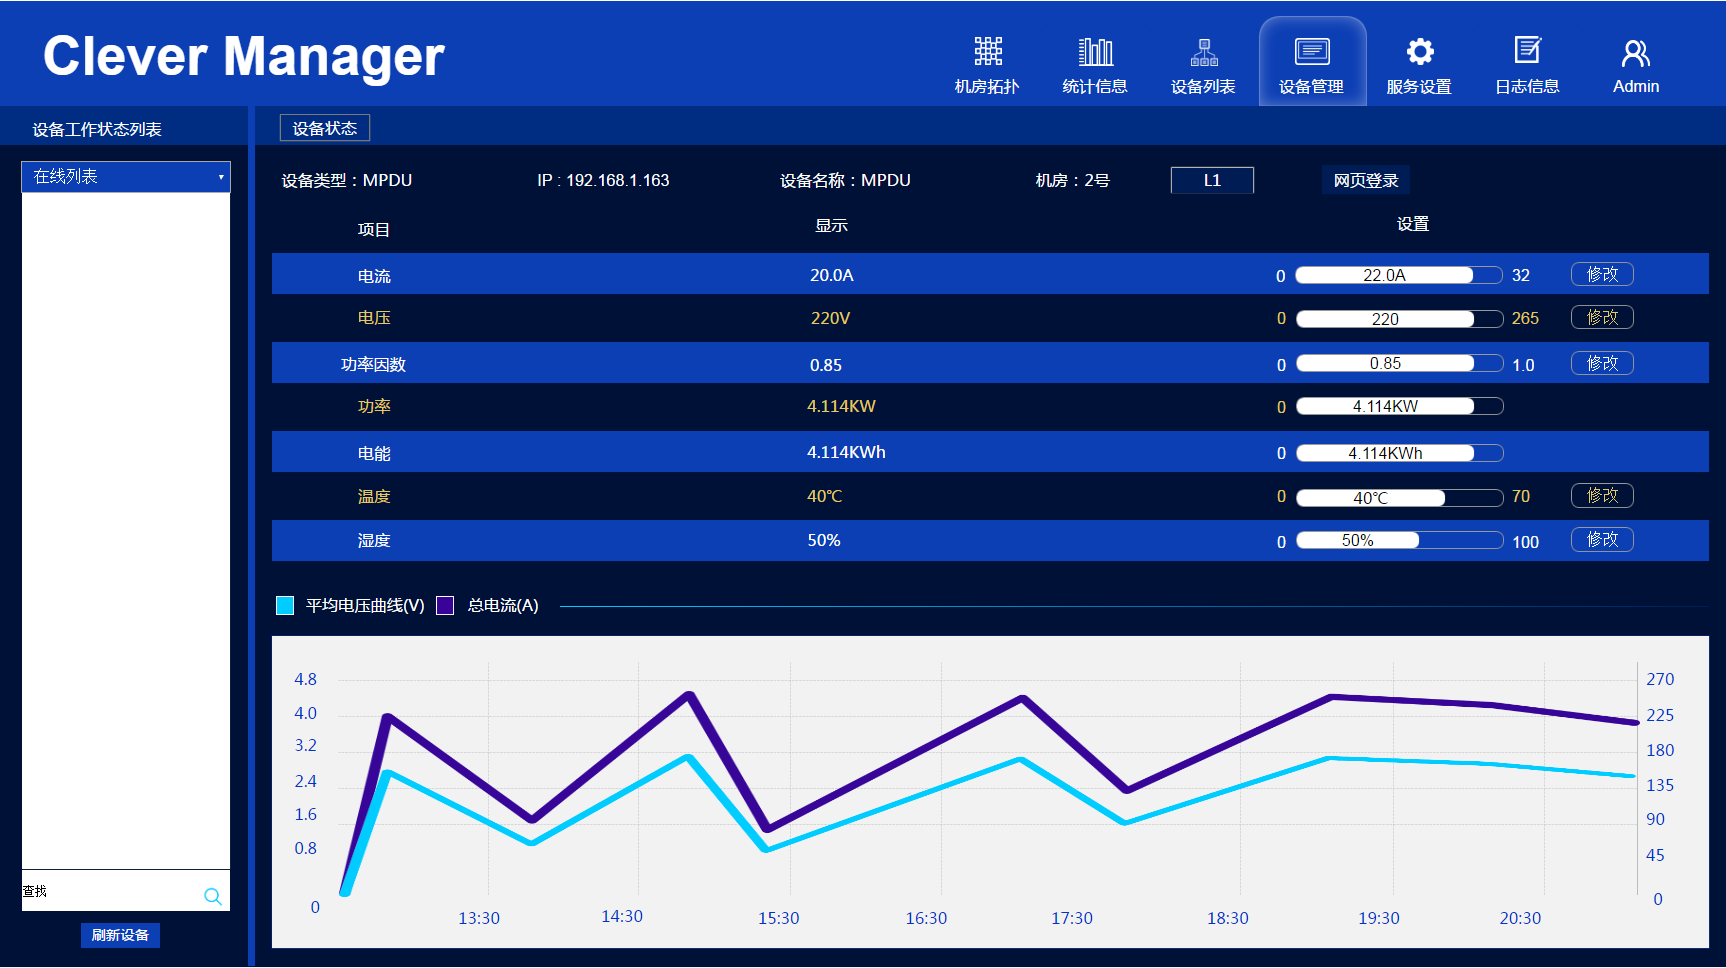 Clever Manager
机房拓扑 统计信息 设备列表 设备管理 服务设置 日志信息 Admin
设备工作状态列表
设备状态
在线列表
设备类型：MPDU IP : 192.168.1.163 设备名称：MPDU 机房：2号 L1 网页登录
项目 显示 设置
电流 20.0A 0 22.0A 32 修改
电压 220V 0 220 265 修改
功率因数 0.85 0 0.85 1.0 修改
功率 4.114KW 0 4.114KW
电能 4.114KWh 0 4.114KWh
温度 40℃ 0 40℃ 70 修改
湿度 50% 0 50% 100 修改
平均电压曲线(V) 总电流(A)
4.8 270
4.0 225
3.2 180
2.4 135
1.6 90
0.8 45
0 0
13:30 14:30 15:30 16:30 17:30 18:30 19:30 20:30
查找
刷新设备